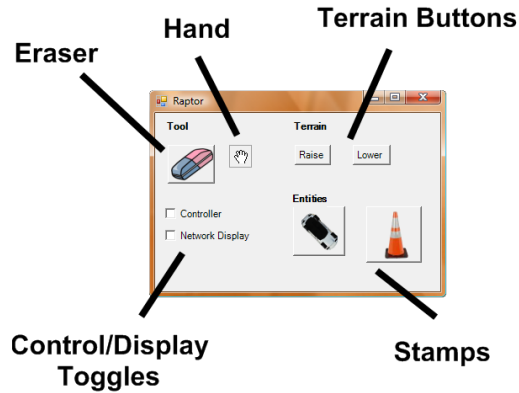 Terrain Buttons
Hand
Eraser
Raptor
Tool
Terrain
Raise
Lower
Entities
Controller
Network Display
Control/Display
Toggles
Stamps